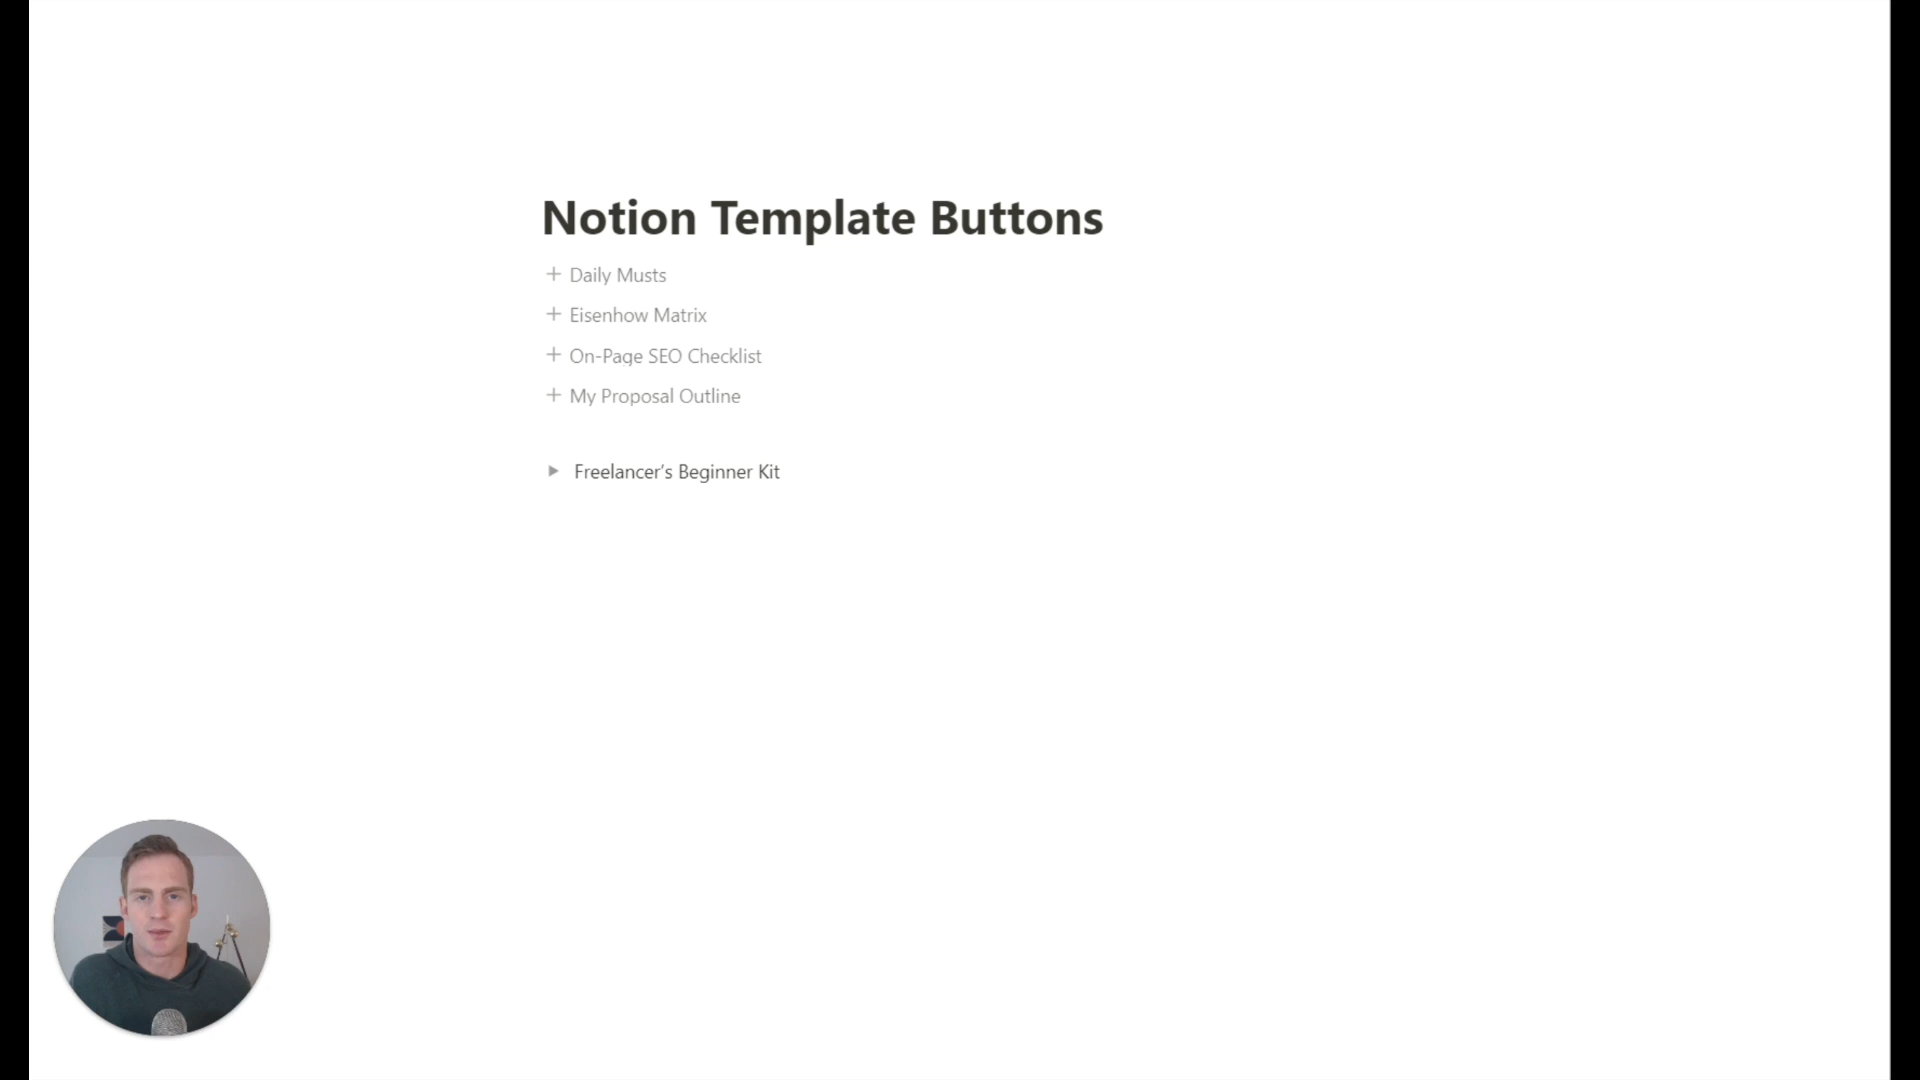 Notion Template Buttons
Daily Musts
Eisenhow Matrix
On-Page SEO Checklist
My Proposal Outline
Freelancer’s Beginner Kit